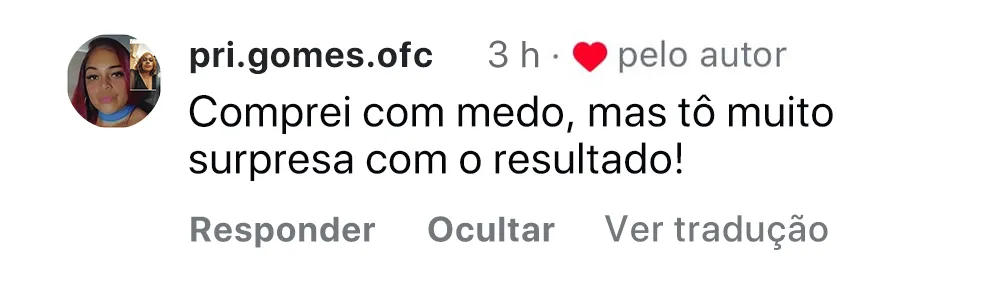 pri.gomes.ofc 3 h · ❤️ pelo autor
Comprei com medo, mas tô muito
surpresa com o resultado!
Responder Ocultar Ver tradução